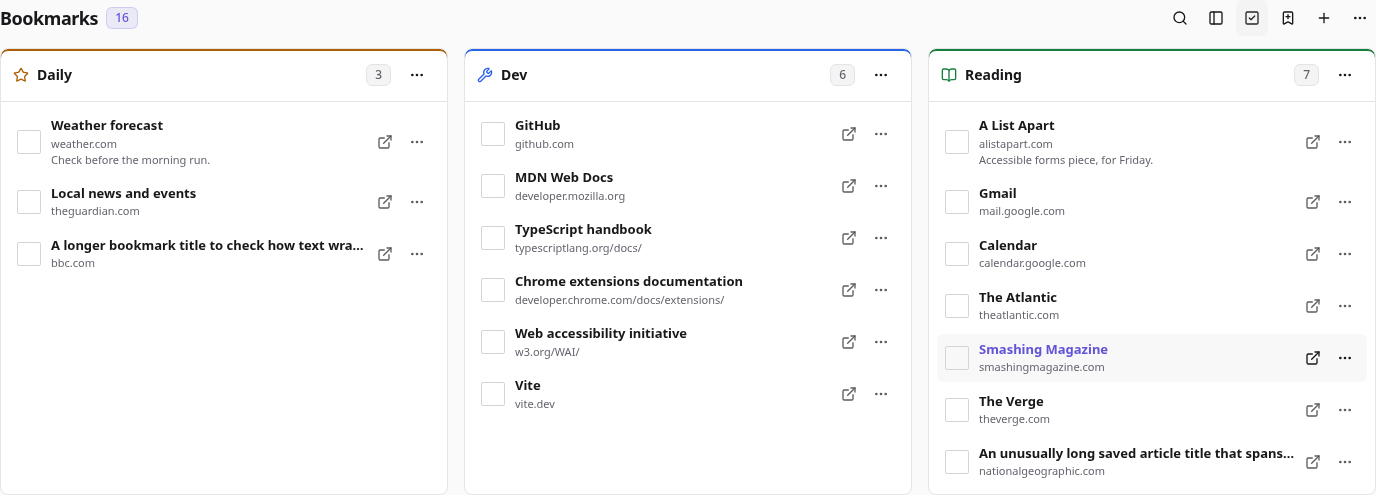 Bookmarks 16
Daily 3
Weather forecast
weather.com
Check before the morning run.
Local news and events
theguardian.com
A longer bookmark title to check how text wra...
bbc.com
Dev 6
GitHub
github.com
MDN Web Docs
developer.mozilla.org
TypeScript handbook
typescriptlang.org/docs/
Chrome extensions documentation
developer.chrome.com/docs/extensions/
Web accessibility initiative
w3.org/WAI/
Vite
vite.dev
Reading 7
A List Apart
alistapart.com
Accessible forms piece, for Friday.
Gmail
mail.google.com
Calendar
calendar.google.com
The Atlantic
theatlantic.com
Smashing Magazine
smashingmagazine.com
The Verge
theverge.com
An unusually long saved article title that spans...
nationalgeographic.com